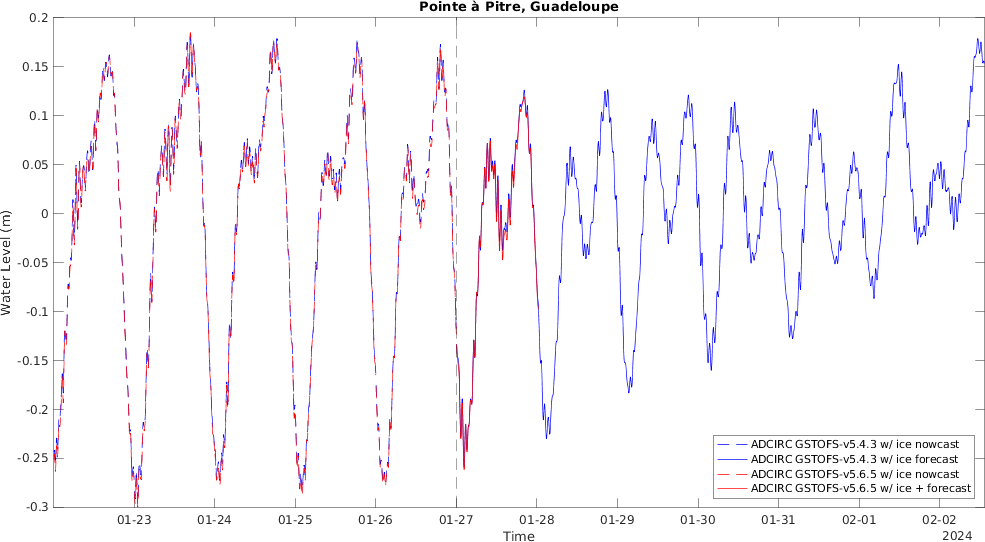 Pointe à Pitre, Guadeloupe
0.2
0.15
0.1
0.05
0
-0.05
-0.1
-0.15
-0.2
-0.25
-0.3
Water Level (m)
ADCIRC GSTOFS-v5.4.3 w/ ice nowcast
ADCIRC GSTOFS-v5.4.3 w/ ice forecast
ADCIRC GSTOFS-v5.6.5 w/ ice nowcast
ADCIRC GSTOFS-v5.6.5 w/ ice + forecast
01-23 01-24 01-25 01-26 01-27 01-28 01-29 01-30 01-31 02-01 02-02
Time
2024